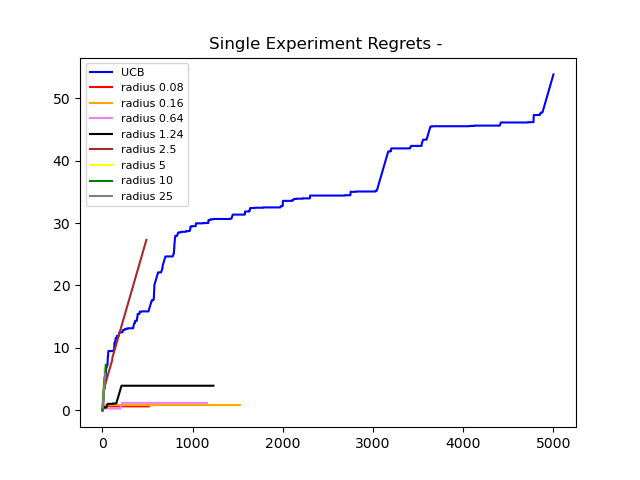 Single Experiment Regrets -
UCB
radius 0.08
radius 0.16
radius 0.64
radius 1.24
radius 2.5
radius 5
radius 10
radius 25
50
40
30
20
10
0
0 1000 2000 3000 4000 5000